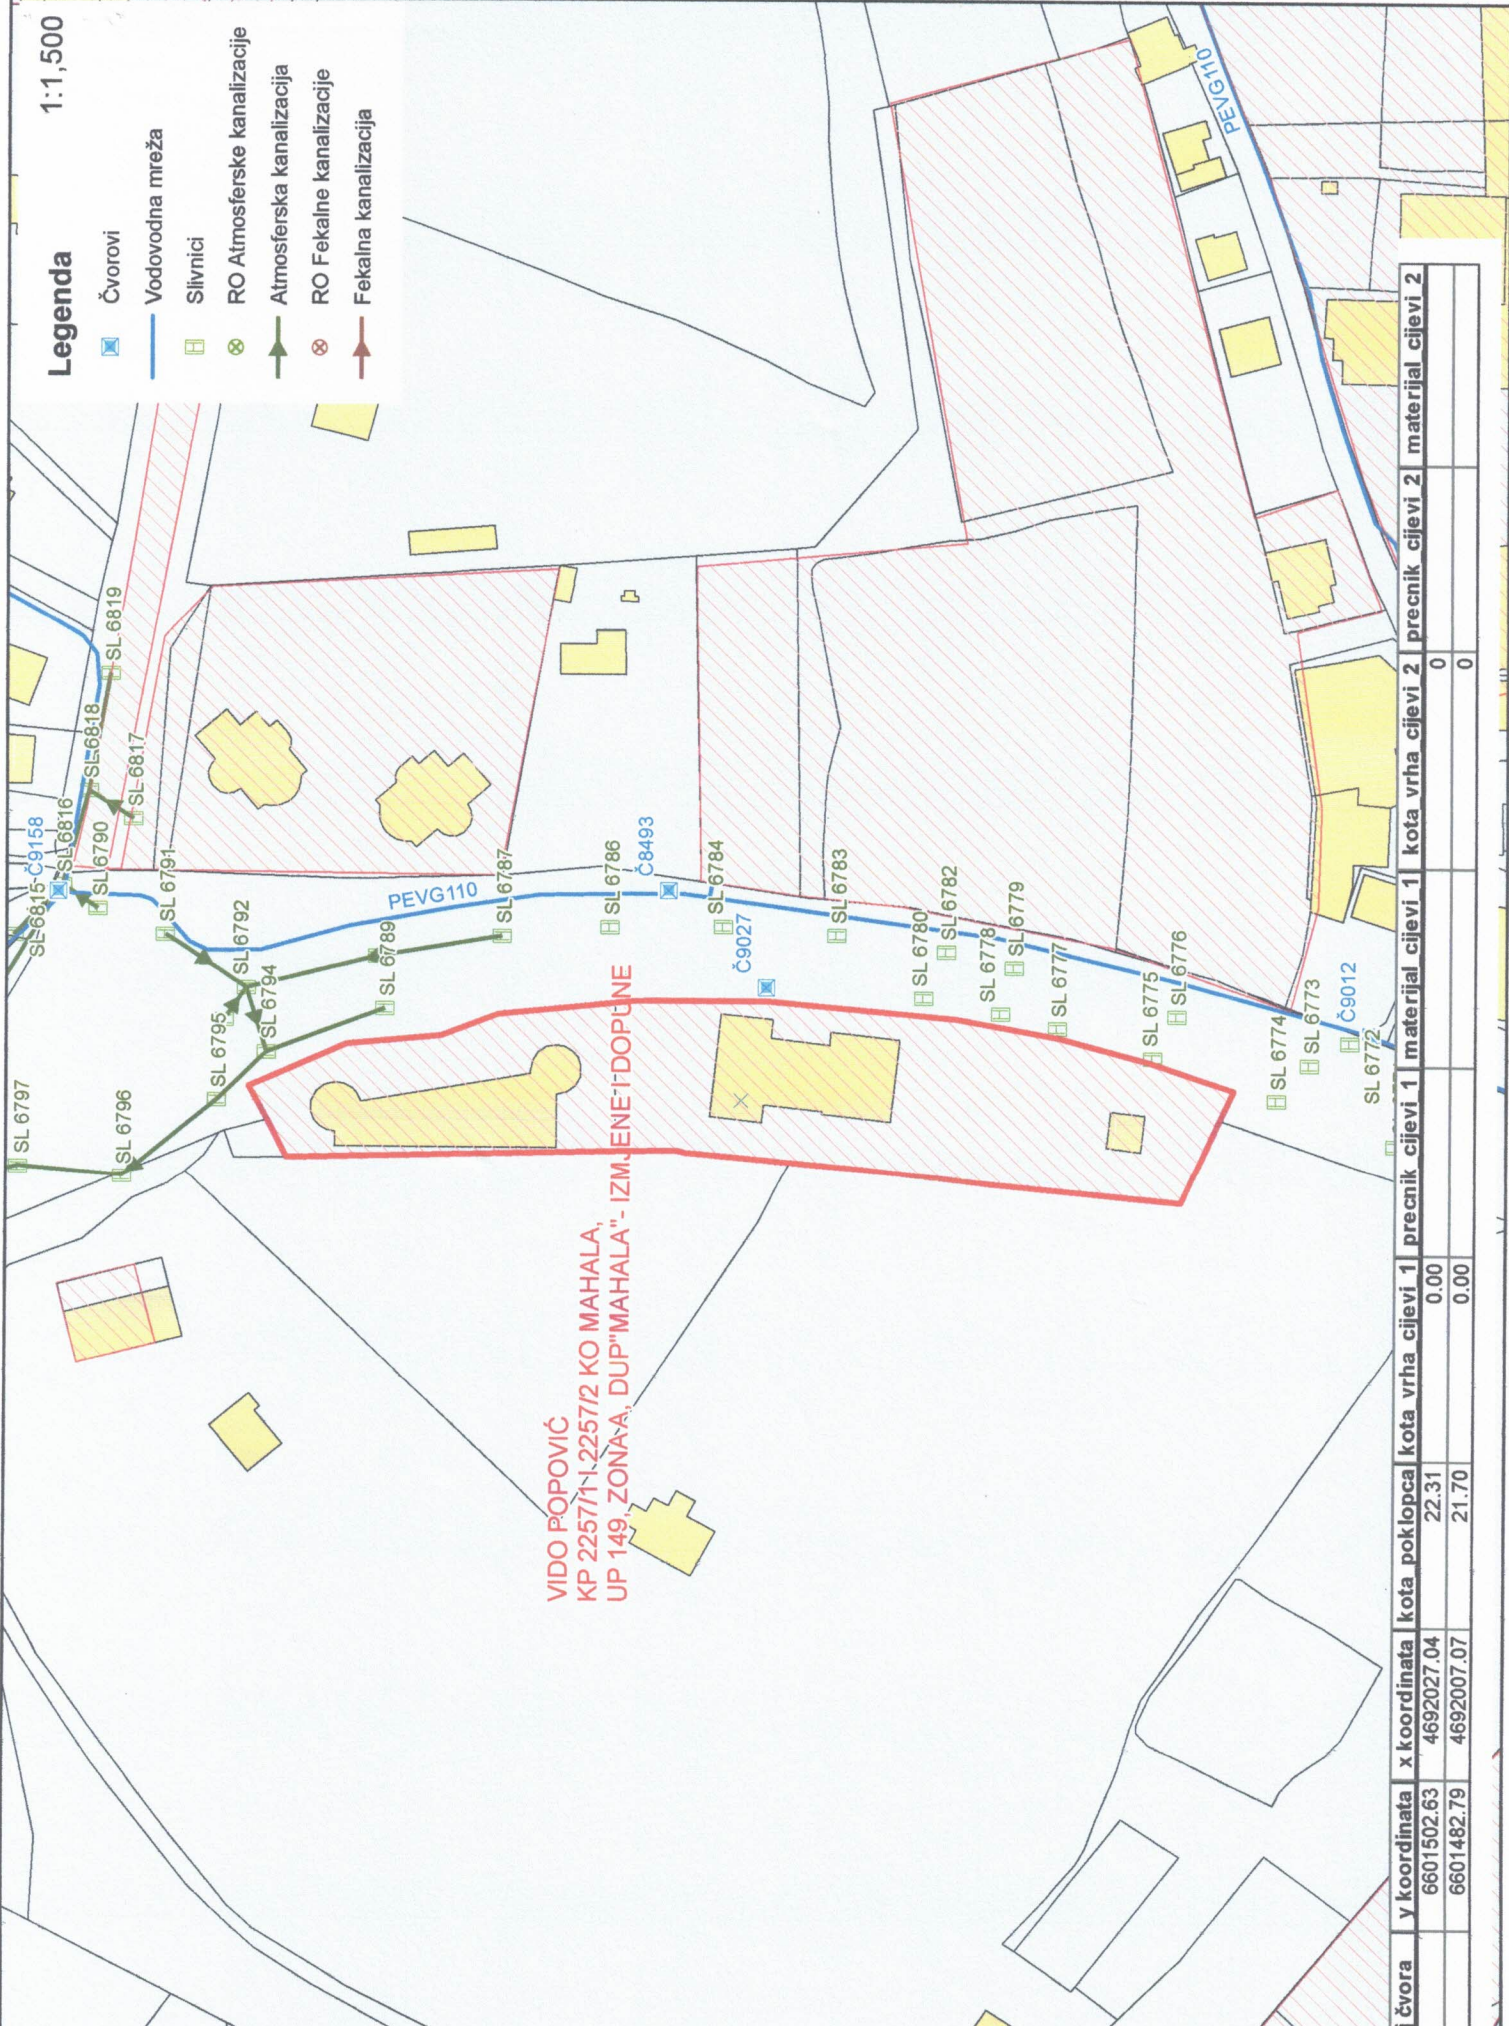 1:1,500
Legenda
Čvorovi
Vodovodna mreža
Slivnici
RO Atmosferske kanalizacije
Atmosferska kanalizacija
RO Fekalne kanalizacije
Fekalna kanalizacija
SL 6819
SL 6818
SL 6817
Č9158
SL 6816
SL 6790
SL 6815
SL 6791
SL 6792
SL 6789
SL 6794
SL 6795
SL 6796
SL 6797
PEVG110
SL 6787
SL 6786
Č8493
SL 6784
Č9027
SL 6783
SL 6782
SL 6780
SL 6779
SL 6778
SL 6777
SL 6776
SL 6775
SL 6774
SL 6773
Č9012
SL 6772
PEVG110
VIDO POPOVIĆ
KP 2257/1 I 2257/2 KO MAHALA,
UP 149, ZONA A, DUP"MAHALA"- IZMJENE I DOPUNE
čvora y koordinata x koordinata kota poklopca kota vrha cijevi 1 precnik cijevi 1 materijal cijevi 1 kota vrha cijevi 2 precnik cijevi 2 materijal cijevi 2
6601502.63 4692027.04 22.31 0.00 0
6601482.79 4692007.07 21.70 0.00 0